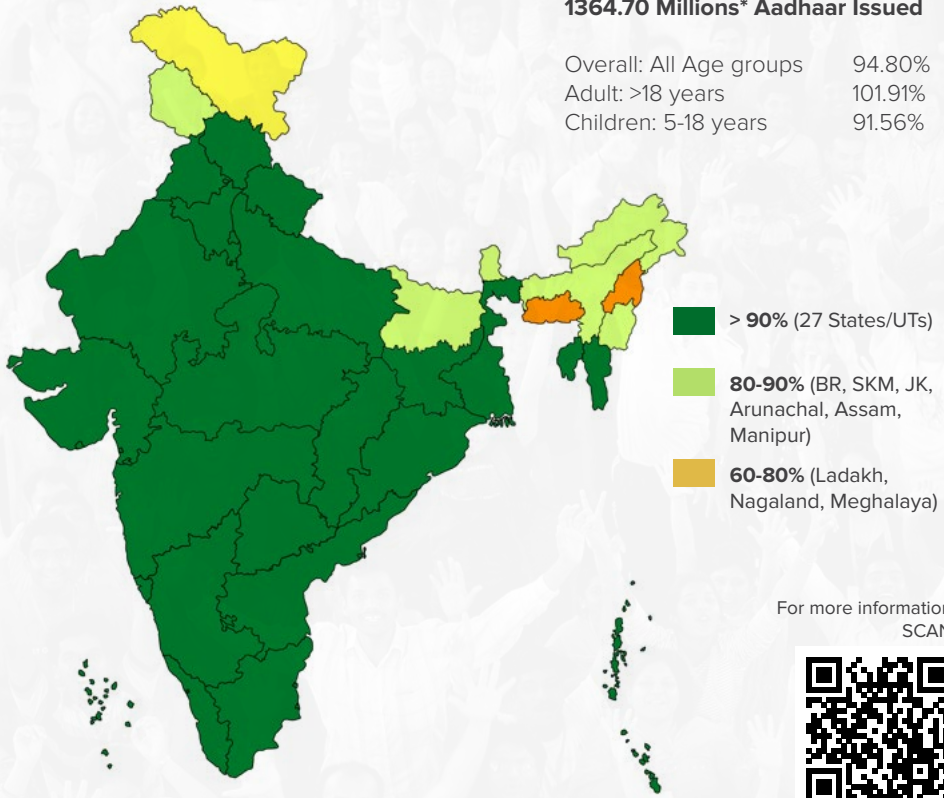 1364.70 Millions* Aadhaar Issued
Overall: All Age groups 94.80%
Adult: >18 years 101.91%
Children: 5-18 years 91.56%
> 90% (27 States/UTs)
80-90% (BR, SKM, JK,
Arunachal, Assam,
Manipur)
60-80% (Ladakh,
Nagaland, Meghalaya)
For more information
SCAN